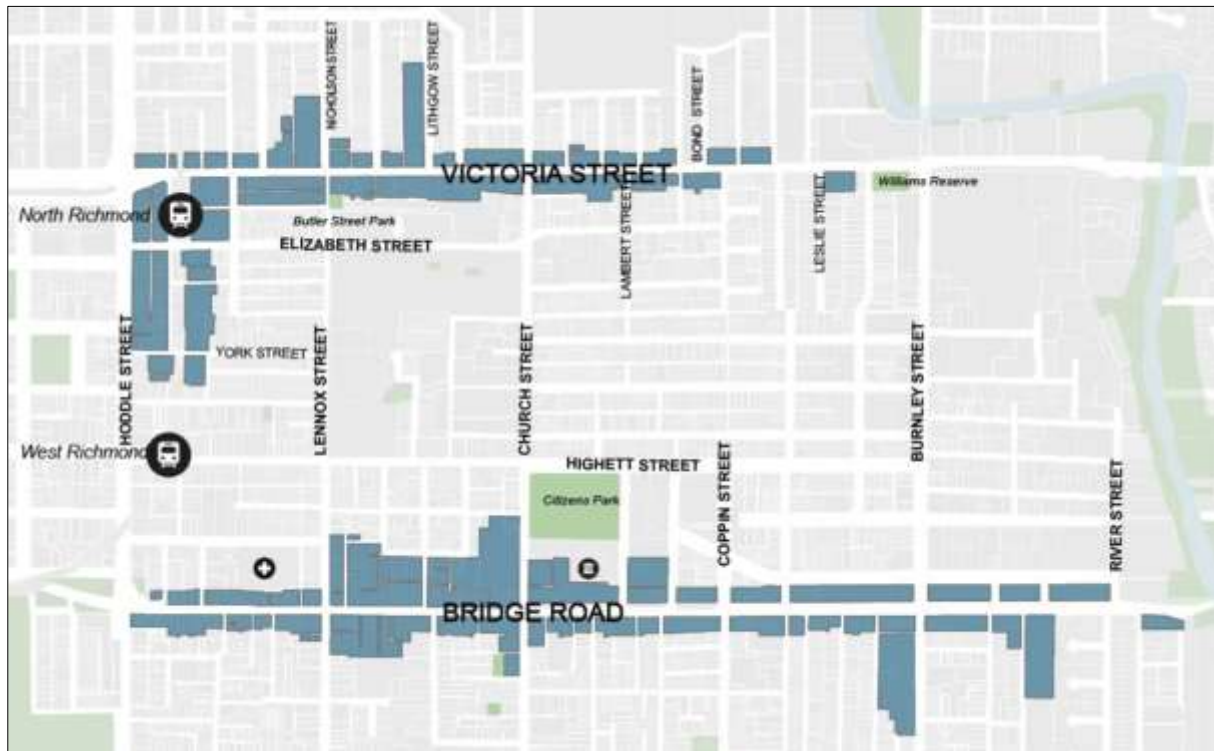 NICHOLSON STREET
LITHGOW STREET
BOND STREET
VICTORIA STREET
Williams Reserve
North Richmond
Butler Street Park
ELIZABETH STREET
LAMBERT STREET
LESLIE STREET
YORK STREET
HODDLE STREET
LENNOX STREET
CHURCH STREET
BURNLEY STREET
West Richmond
HIGHETT STREET
Citizens Park
COPPIN STREET
RIVER STREET
BRIDGE ROAD